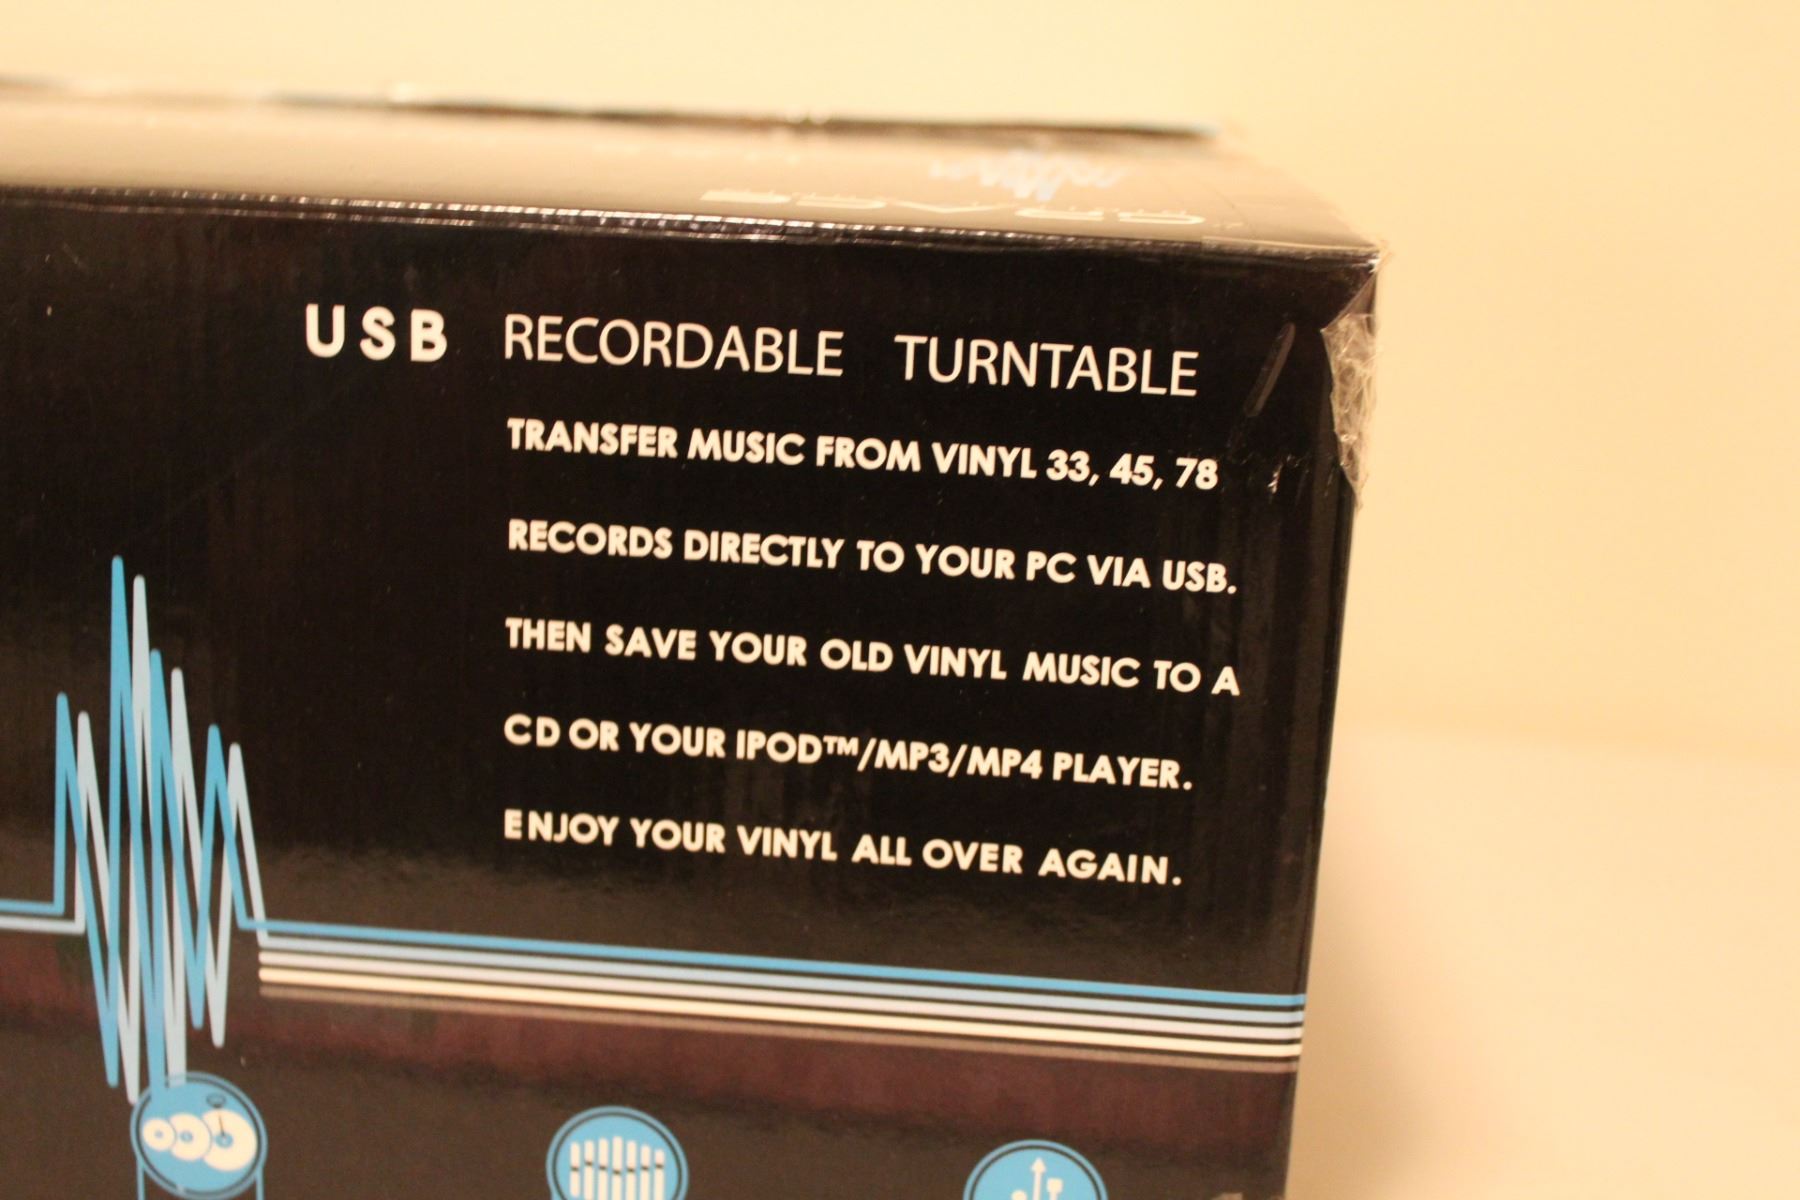 USB RECORDABLE TURNTABLE
TRANSFER MUSIC FROM VINYL 33, 45, 78
RECORDS DIRECTLY TO YOUR PC VIA USB.
THEN SAVE YOUR OLD VINYL MUSIC TO A
CD OR YOUR IPOD™/MP3/MP4 PLAYER.
ENJOY YOUR VINYL ALL OVER AGAIN.